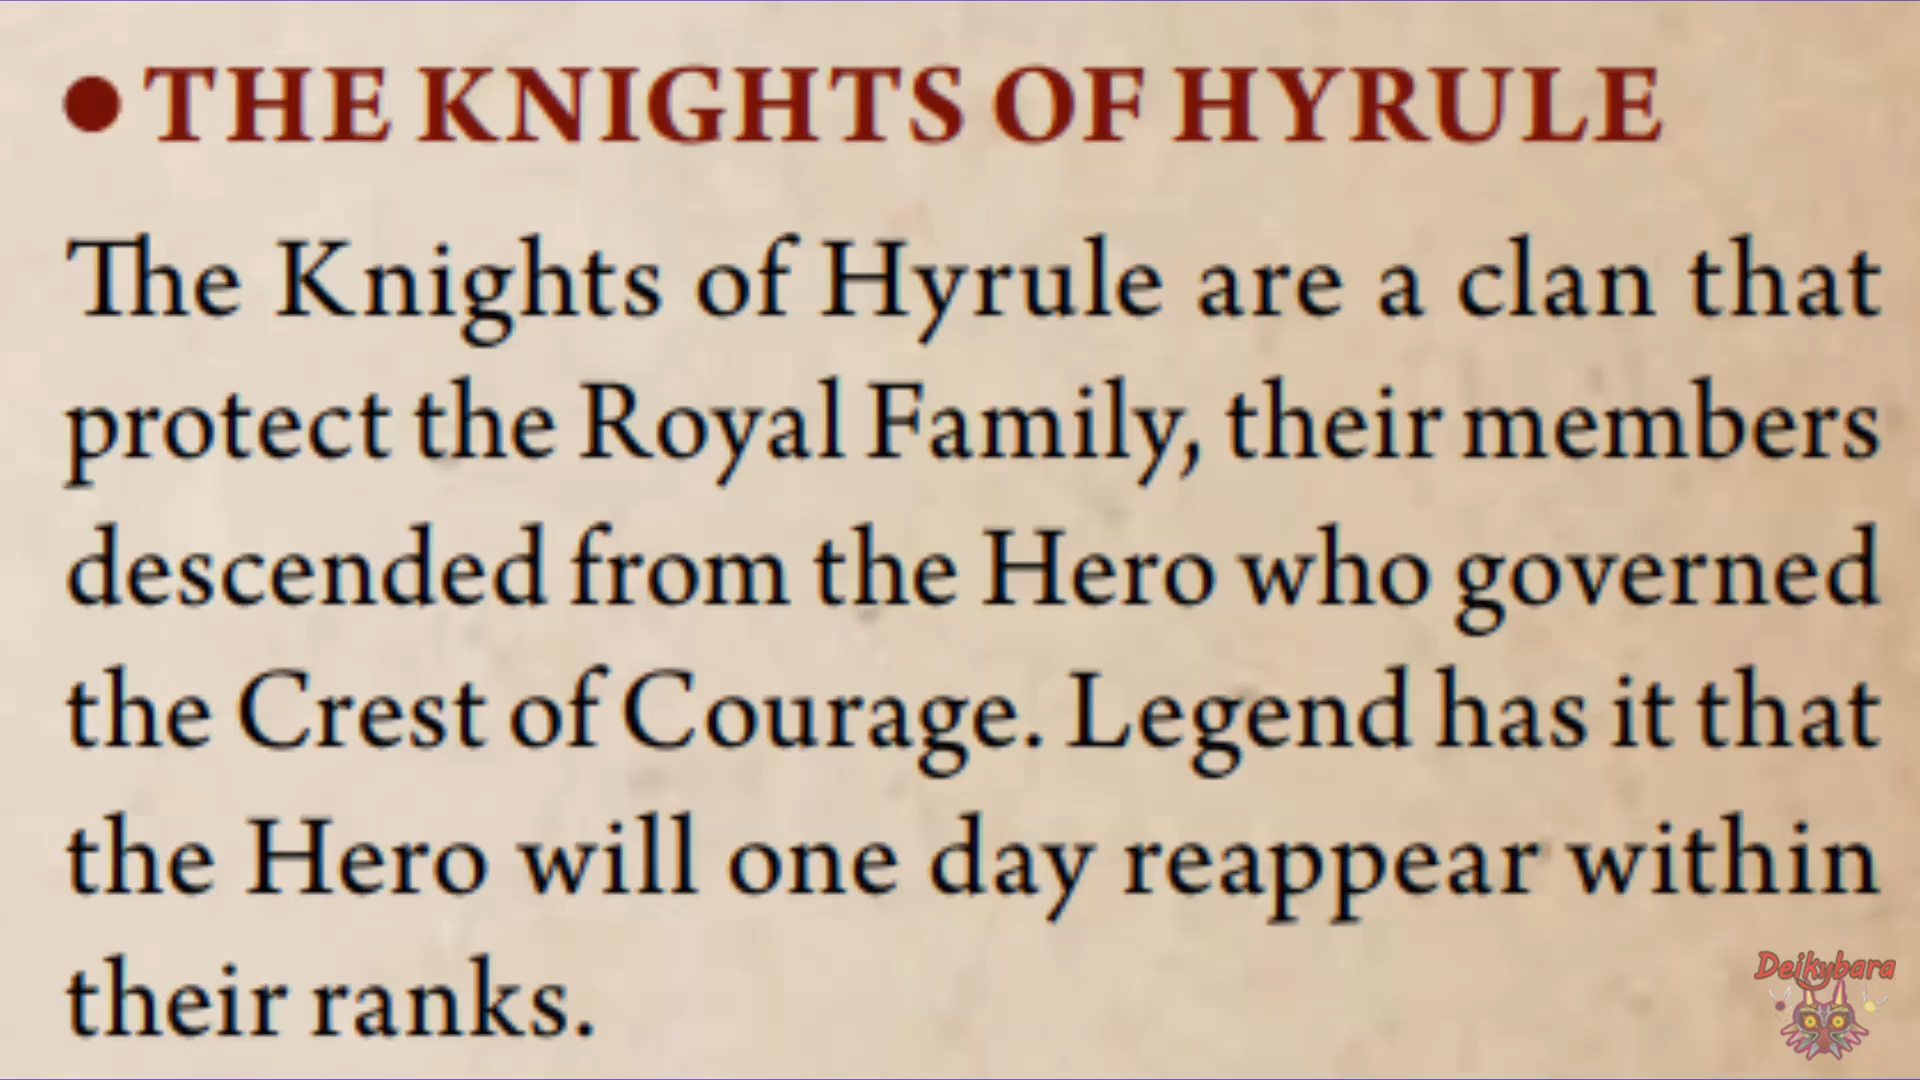 ● THE KNIGHTS OF HYRULE
The Knights of Hyrule are a clan that
protect the Royal Family, their members
descended from the Hero who governed
the Crest of Courage. Legend has it that
the Hero will one day reappear within
their ranks.
Deikybara